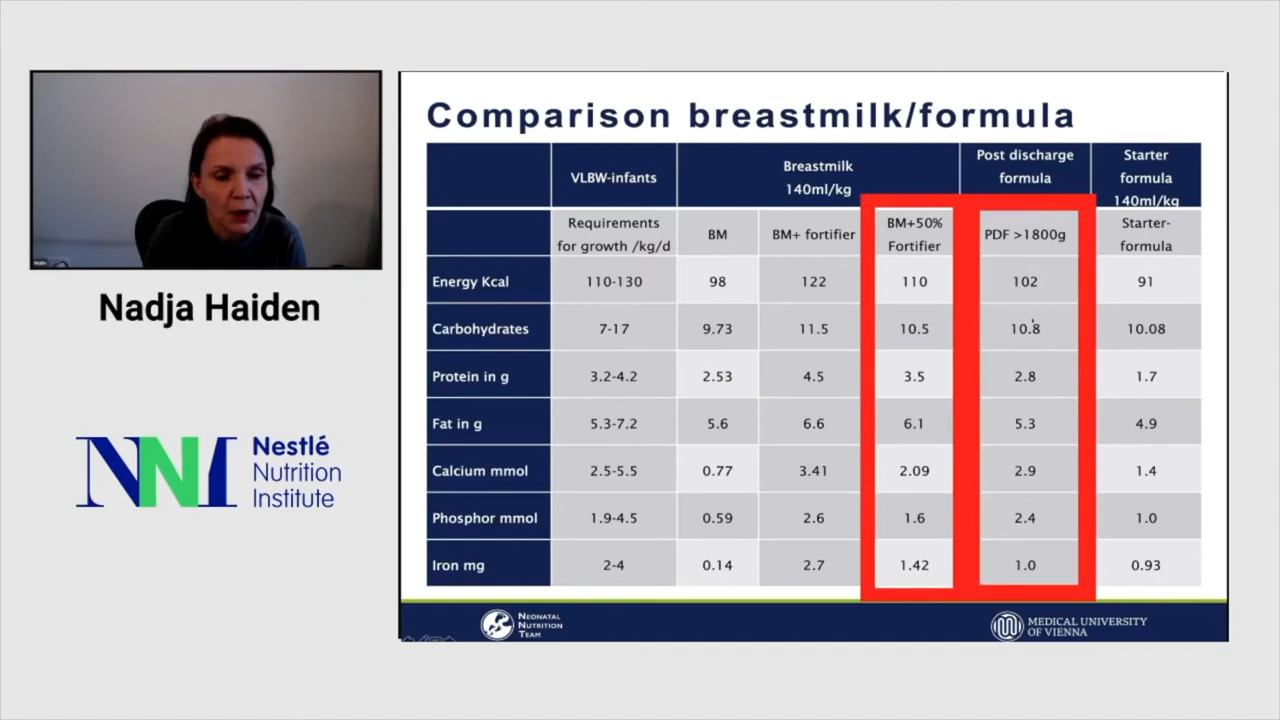 Comparison breastmilk/formula
VLBW-infants
Breastmilk
140ml/kg
Post discharge
formula
Starter
formula
140ml/kg
Requirements
for growth /kg/d
BM
BM+ fortifier
BM+50%
Fortifier
PDF >1800g
Starter-
formula
Energy Kcal 110-130 98 122 110 102 91
Carbohydrates 7-17 9.73 11.5 10.5 10.8 10.08
Protein in g 3.2-4.2 2.53 4.5 3.5 2.8 1.7
Fat in g 5.3-7.2 5.6 6.6 6.1 5.3 4.9
Calcium mmol 2.5-5.5 0.77 3.41 2.09 2.9 1.4
Phosphor mmol 1.9-4.5 0.59 2.6 1.6 2.4 1.0
Iron mg 2-4 0.14 2.7 1.42 1.0 0.93
Nadja Haiden
NNI
Nestlé
Nutrition
Institute
NEONATAL
NUTRITION
TEAM
MEDICAL UNIVERSITY
OF VIENNA